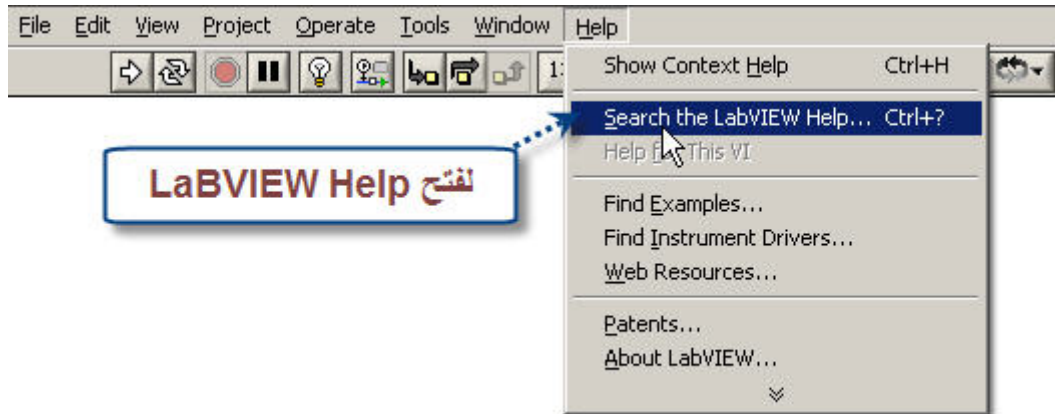 File Edit View Project Operate Tools Window Help
Show Context Help Ctrl+H
Search the LabVIEW Help... Ctrl+?
Help This VI
لفتح LaBVIEW Help
Find Examples...
Find Instrument Drivers...
Web Resources...
Patents...
About LabVIEW...